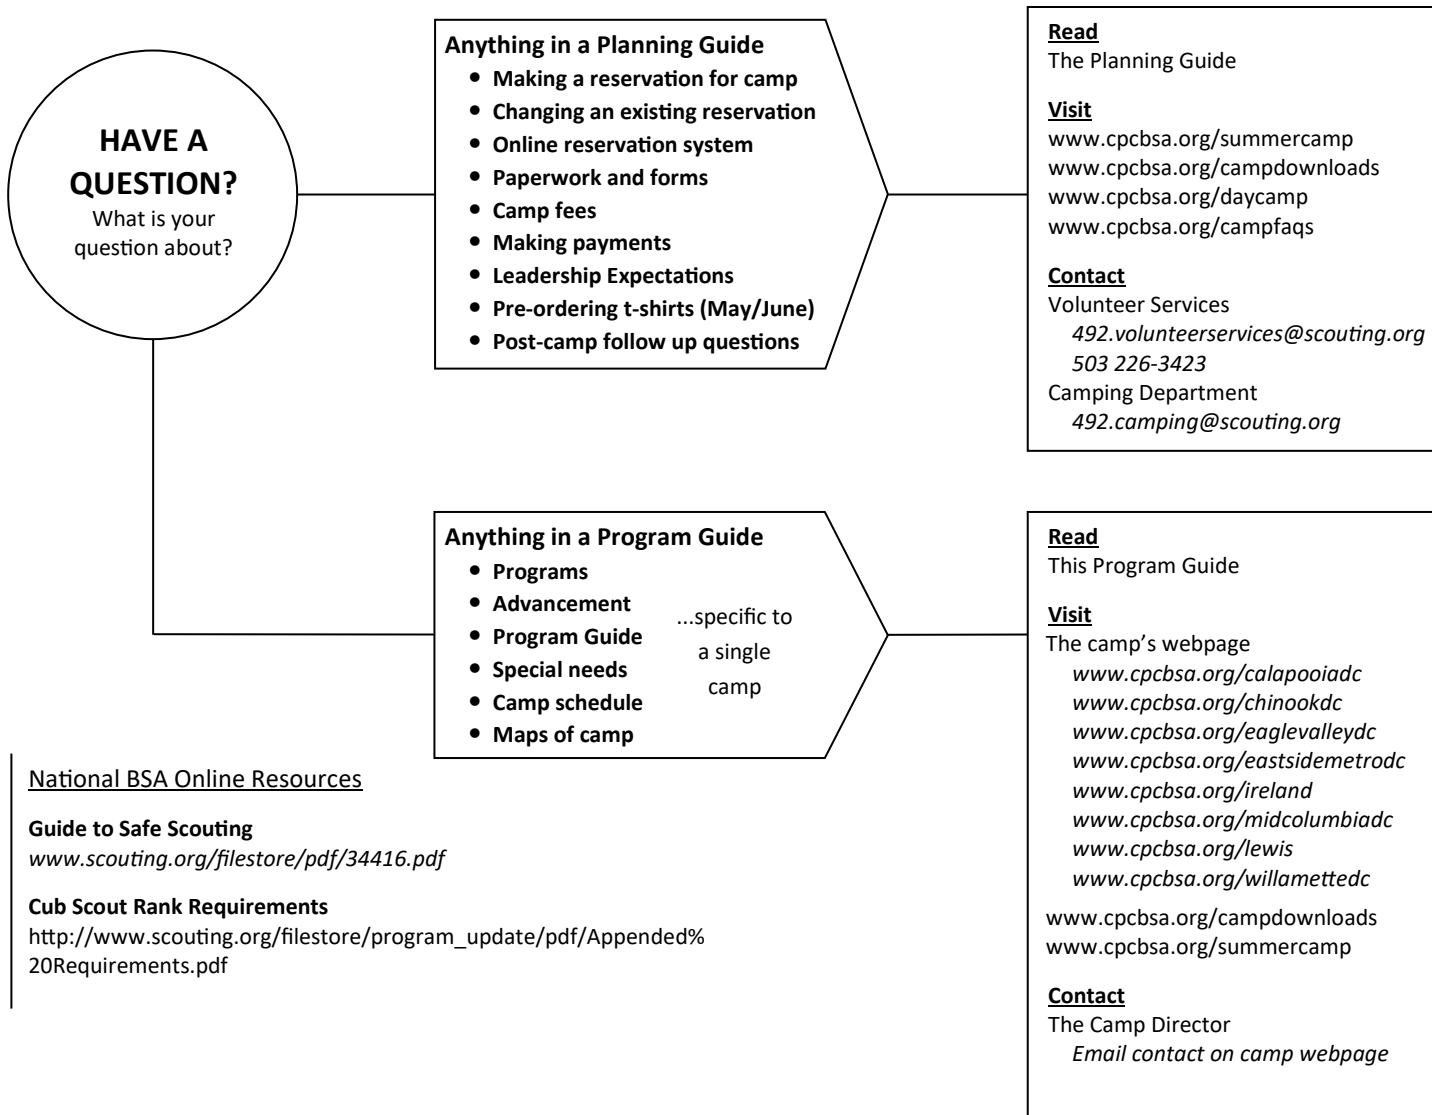 HAVE A
QUESTION?
What is your
question about?
Anything in a Planning Guide
• Making a reservation for camp
• Changing an existing reservation
• Online reservation system
• Paperwork and forms
• Camp fees
• Making payments
• Leadership Expectations
• Pre-ordering t-shirts (May/June)
• Post-camp follow up questions
Read
The Planning Guide
Visit
www.cpcbsa.org/summercamp
www.cpcbsa.org/campdownloads
www.cpcbsa.org/daycamp
www.cpcbsa.org/campfaqs
Contact
Volunteer Services
492.volunteerservices@scouting.org
503 226-3423
Camping Department
492.camping@scouting.org
Anything in a Program Guide
• Programs
• Advancement
• Program Guide
• Special needs
• Camp schedule
• Maps of camp
...specific to
a single
camp
Read
This Program Guide
Visit
The camp’s webpage
www.cpcbsa.org/calapooiadc
www.cpcbsa.org/chinookdc
www.cpcbsa.org/eaglevalleydc
www.cpcbsa.org/eastsidemetrodc
www.cpcbsa.org/ireland
www.cpcbsa.org/midcolumbiadc
www.cpcbsa.org/lewis
www.cpcbsa.org/willamettedc
www.cpcbsa.org/campdownloads
www.cpcbsa.org/summercamp
Contact
The Camp Director
Email contact on camp webpage
National BSA Online Resources
Guide to Safe Scouting
www.scouting.org/filestore/pdf/34416.pdf
Cub Scout Rank Requirements
http://www.scouting.org/filestore/program_update/pdf/Appended%
20Requirements.pdf